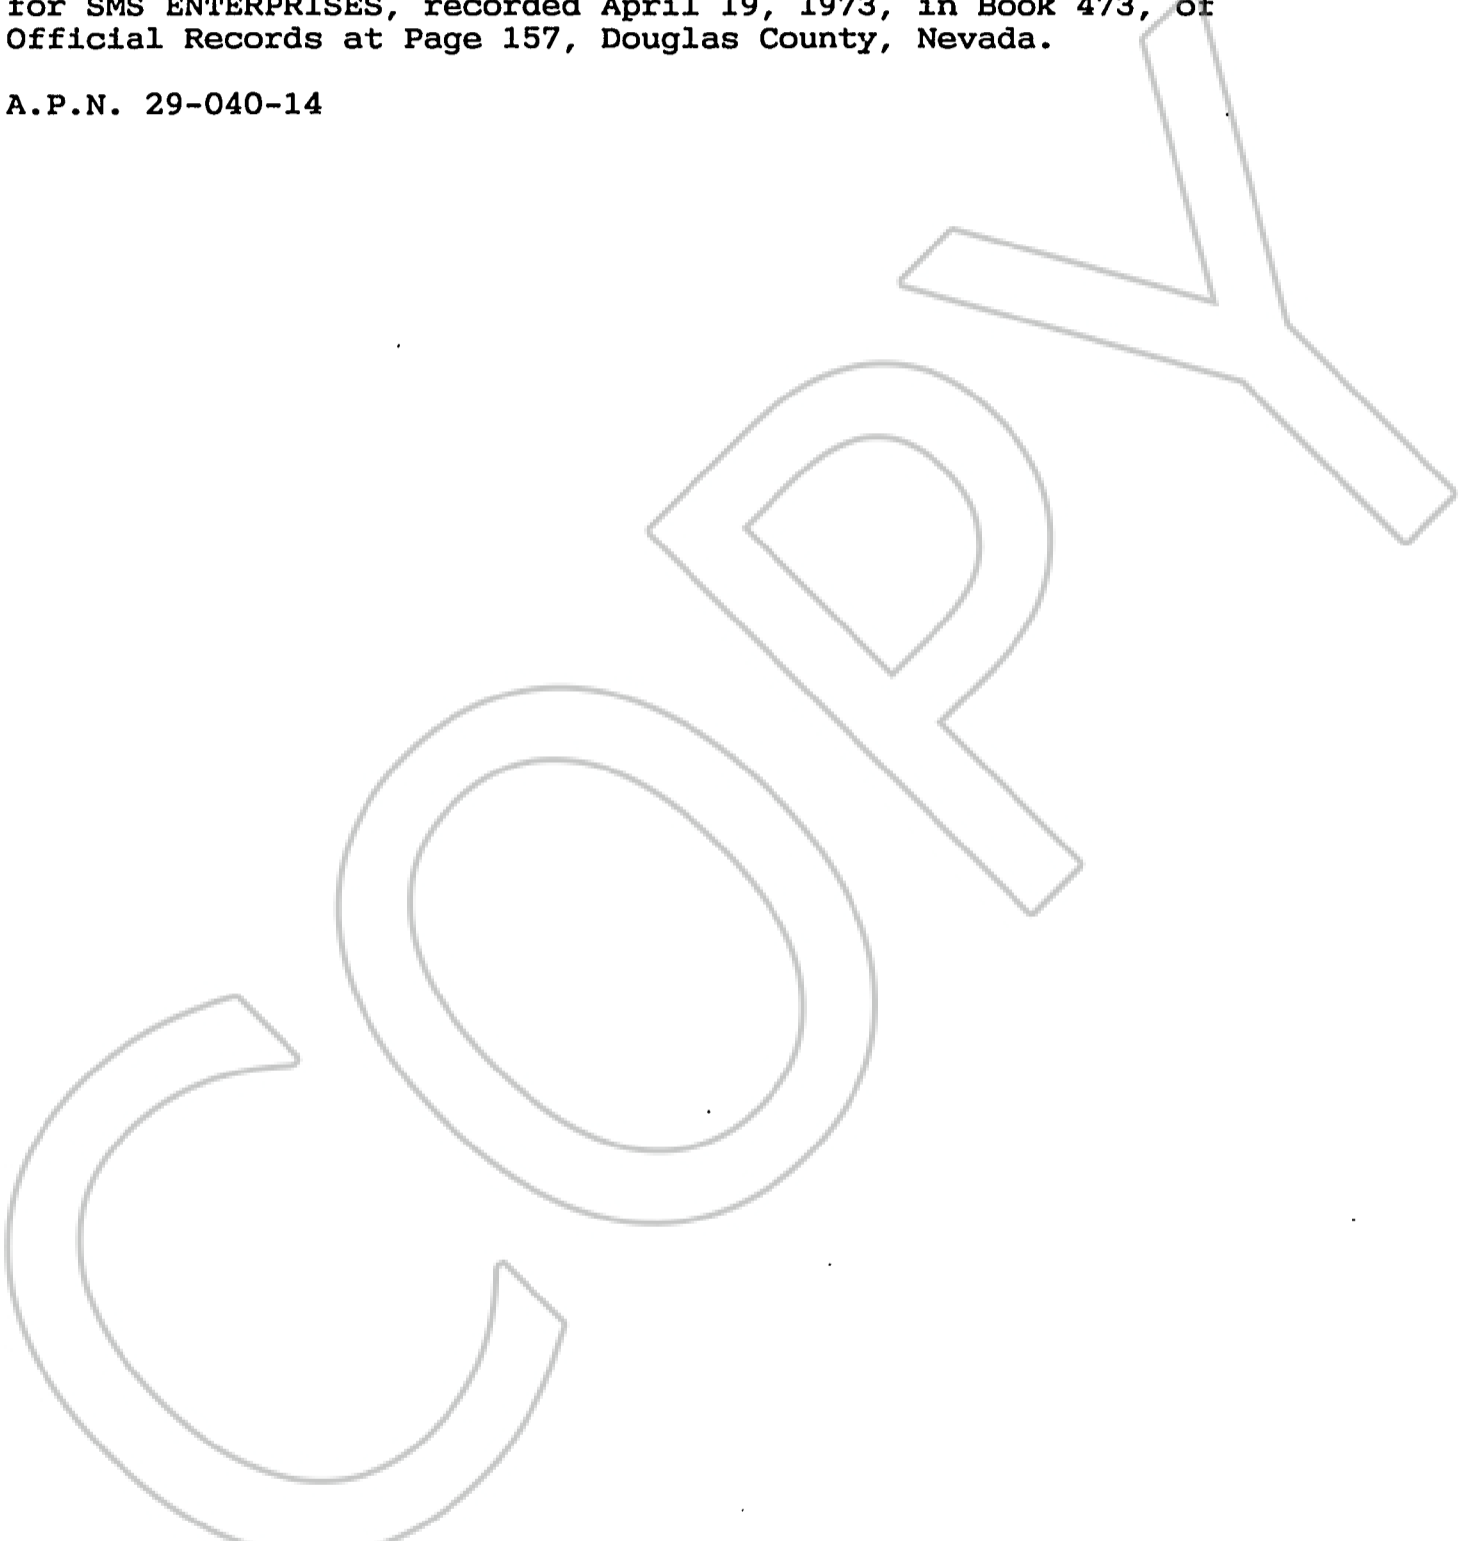 for SMS ENTERPRISES, recorded April 19, 1973, in Book 473, of
Official Records at Page 157, Douglas County, Nevada.
A.P.N. 29-040-14
COPY